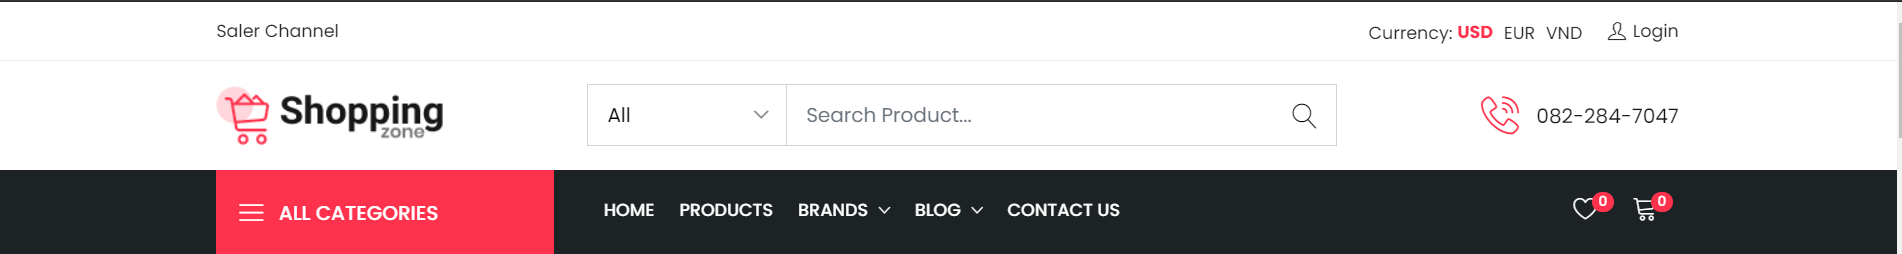 Saler Channel
Currency: USD EUR VND Login
Shopping
zone
All
Search Product...
082-284-7047
ALL CATEGORIES
HOME PRODUCTS BRANDS BLOG CONTACT US
0 0